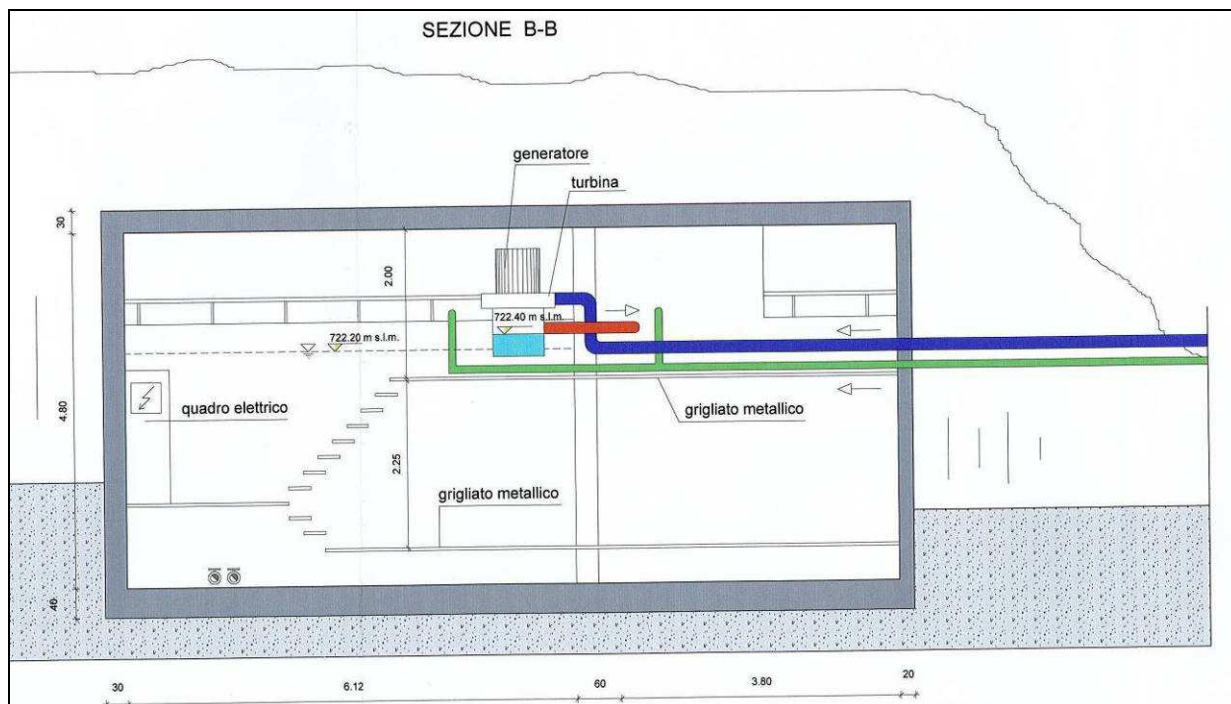 SEZIONE B-B
generatore
turbina
30
2.00
722.40 m s.l.m.
722.20 m s.l.m.
4.80
quadro elettrico
grigliato metallico
2.25
grigliato metallico
46
30
6.12
60
3.80
20